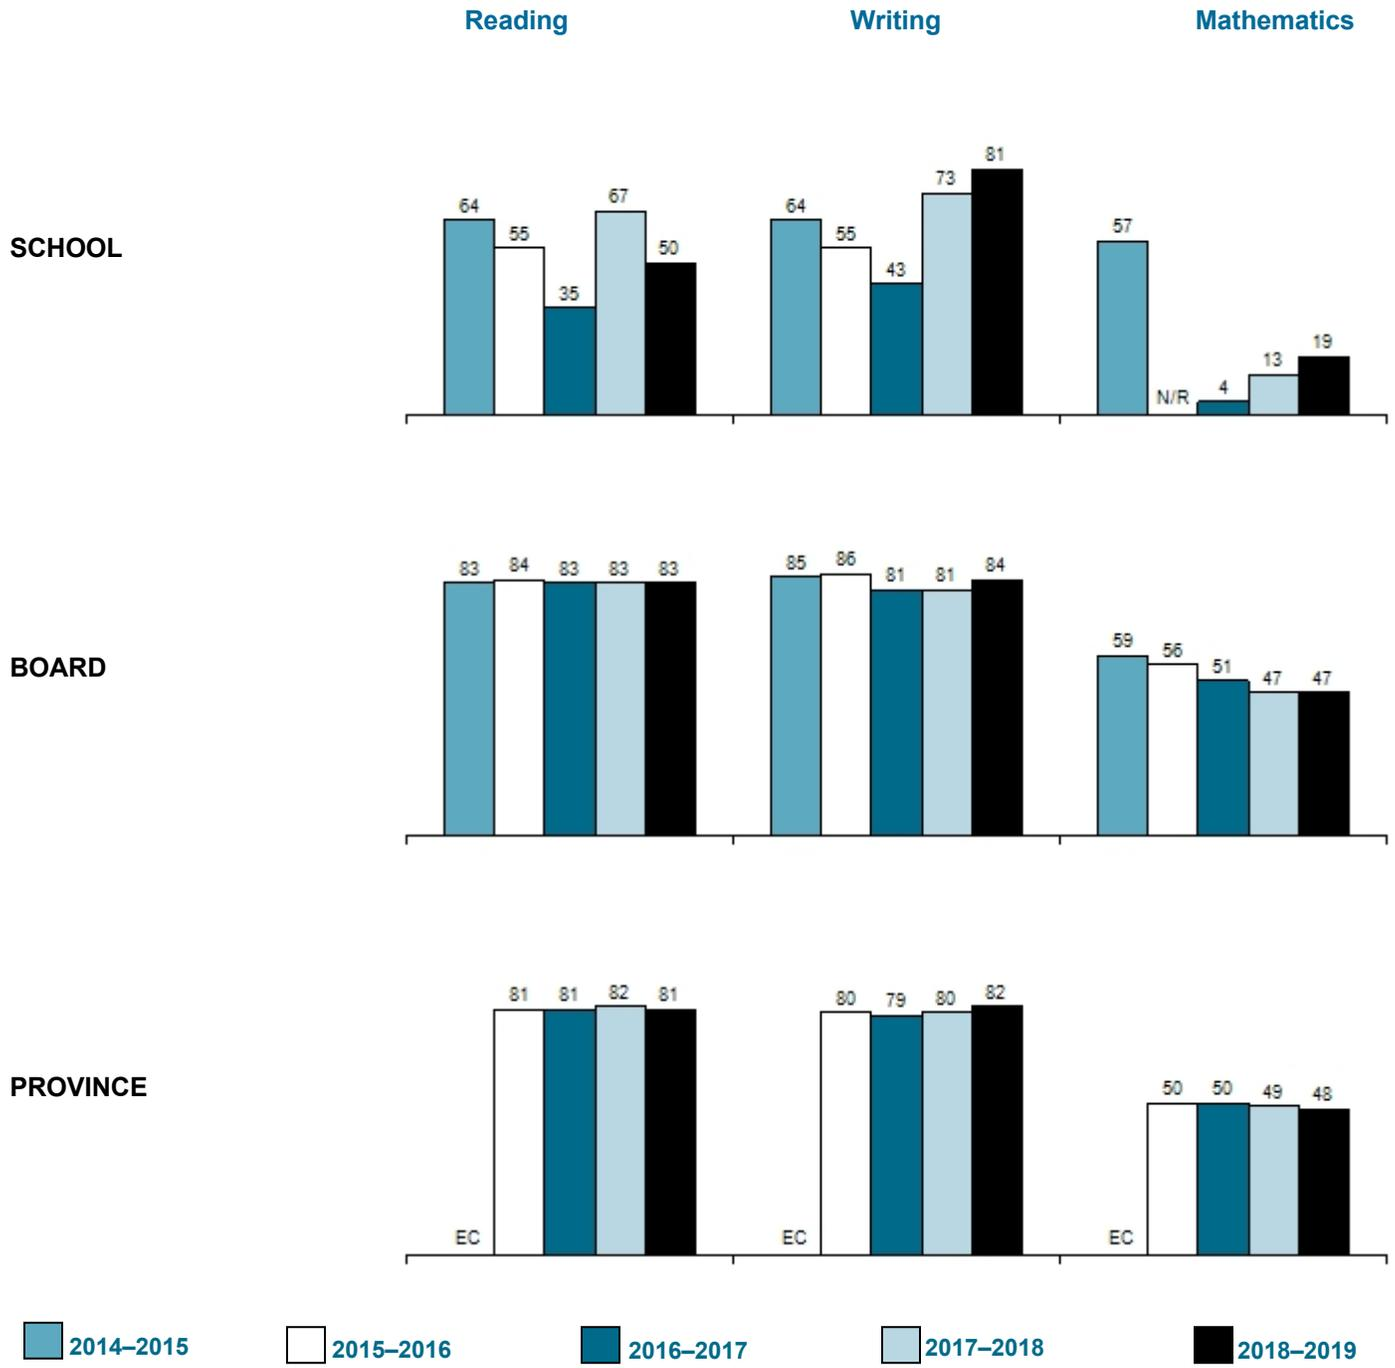 Reading Writing Mathematics
SCHOOL
64 55 35 67 50
64 55 43 73 81
57 N/R 4 13 19
BOARD
83 84 83 83 83
85 86 81 81 84
59 56 51 47 47
PROVINCE
EC 81 81 82 81
EC 80 79 80 82
EC 50 50 49 48
2014–2015 2015–2016 2016–2017 2017–2018 2018–2019